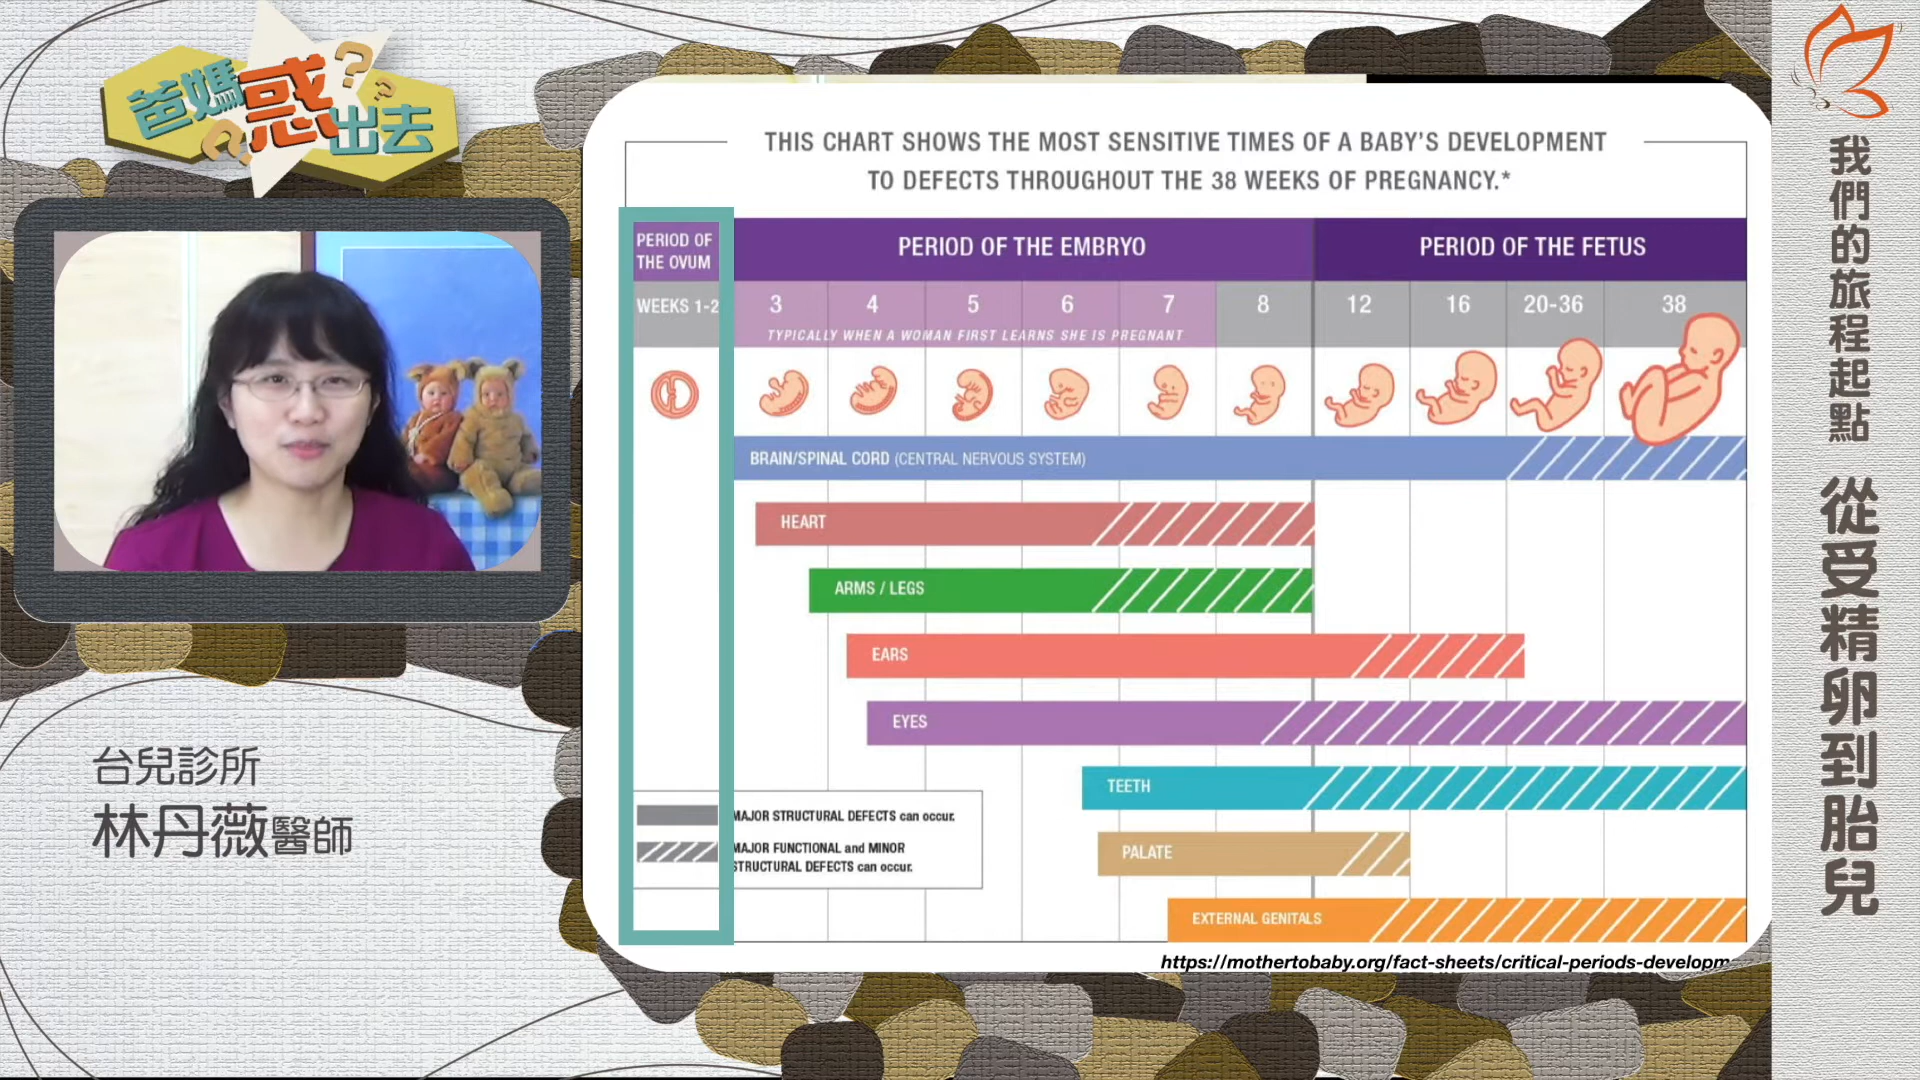 爸媽惑出去
台兒診所
林丹薇醫師
THIS CHART SHOWS THE MOST SENSITIVE TIMES OF A BABY'S DEVELOPMENT
TO DEFECTS THROUGHOUT THE 38 WEEKS OF PREGNANCY.*
PERIOD OF
THE OVUM
PERIOD OF THE EMBRYO
PERIOD OF THE FETUS
WEEKS 1-2
3 4 5 6 7 8 12 16 20-36 38
TYPICALLY WHEN A WOMAN FIRST LEARNS SHE IS PREGNANT
BRAIN/SPINAL CORD (CENTRAL NERVOUS SYSTEM)
HEART
ARMS / LEGS
EARS
EYES
TEETH
PALATE
EXTERNAL GENITALS
MAJOR STRUCTURAL DEFECTS can occur.
MAJOR FUNCTIONAL and MINOR
STRUCTURAL DEFECTS can occur.
https://mothertobaby.org/fact-sheets/critical-periods-developm
我們的旅程起點 從受精卵到胎兒